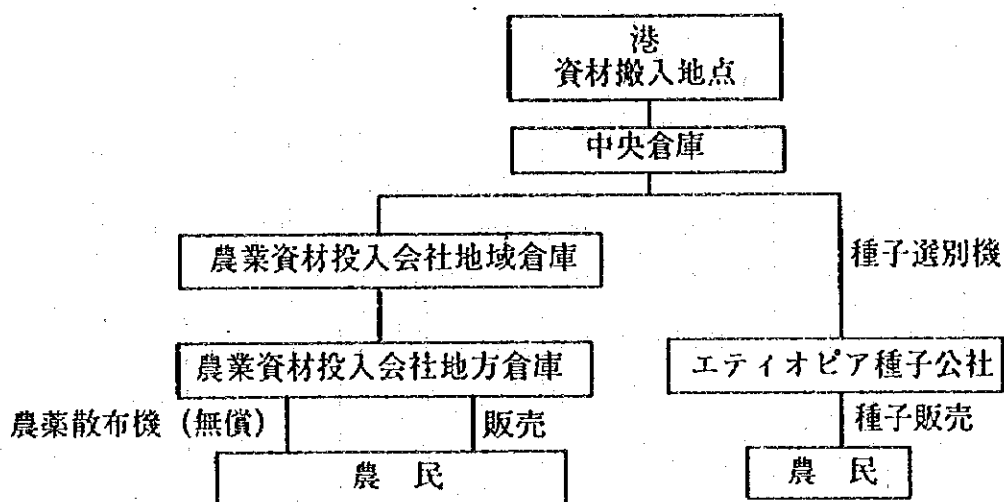 港
資材搬入地点
中央倉庫
農業資材投入会社地域倉庫
種子選別機
農業資材投入会社地方倉庫
エティオピア種子公社
農薬散布機（無償）
販売
種子販売
農　民
農　民